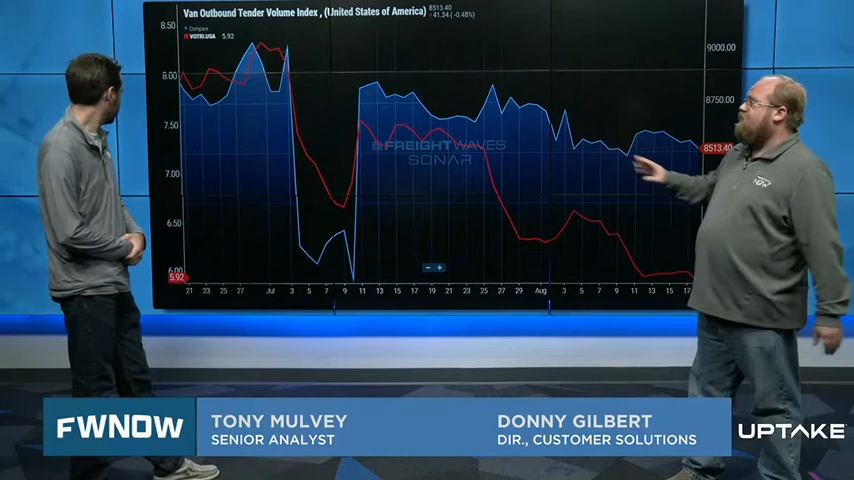 Van Outbound Tender Volume Index , (United States of America)
8513.40
41.34 ( -0.48%)
Compare
VOTRI.USA 5.92
8.50
8.00
7.50
7.00
6.50
6.00
5.92
9000.00
8750.00
8513.40
FREIGHTWAVES
SONAR
− +
21 23 25 27 Jul 3 5 7 9 11 13 15 17 19 21 23 25 27 29 Aug 3 5 7 9 11 13 15 17
NOW
FWNOW
TONY MULVEY
SENIOR ANALYST
DONNY GILBERT
DIR., CUSTOMER SOLUTIONS
UPTAKE